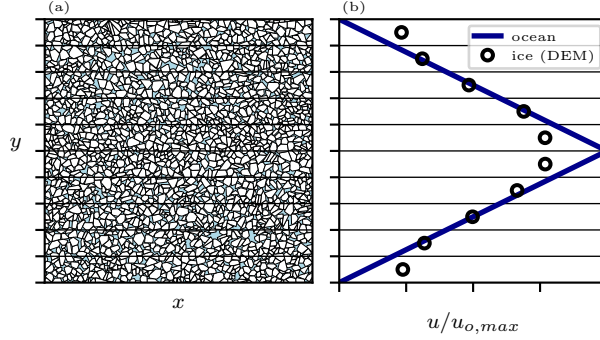 (a)
(b)
ocean
ice (DEM)
y
x
u/u_{o,max}